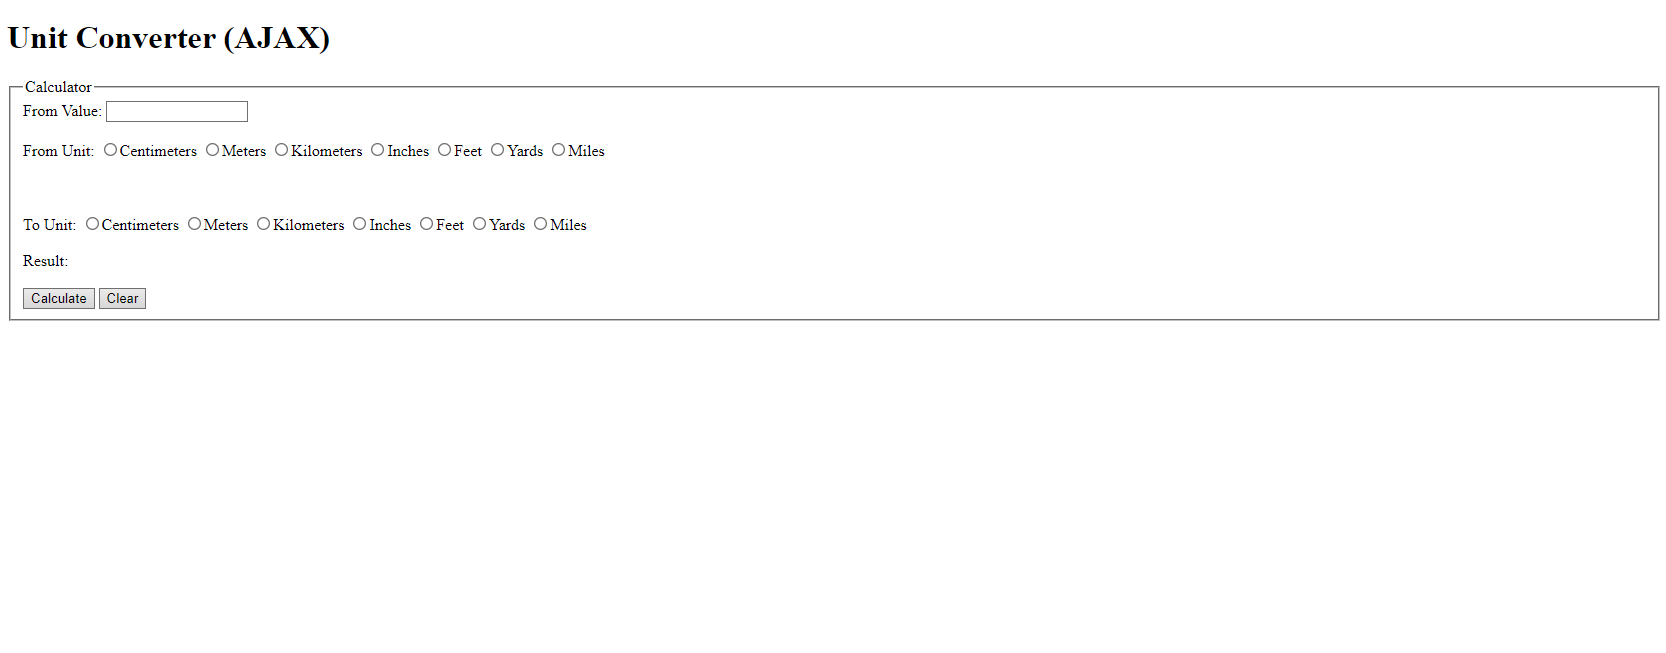 Unit Converter (AJAX)
Calculator
From Value:
From Unit: Centimeters Meters Kilometers Inches Feet Yards Miles
To Unit: Centimeters Meters Kilometers Inches Feet Yards Miles
Result:
Calculate Clear